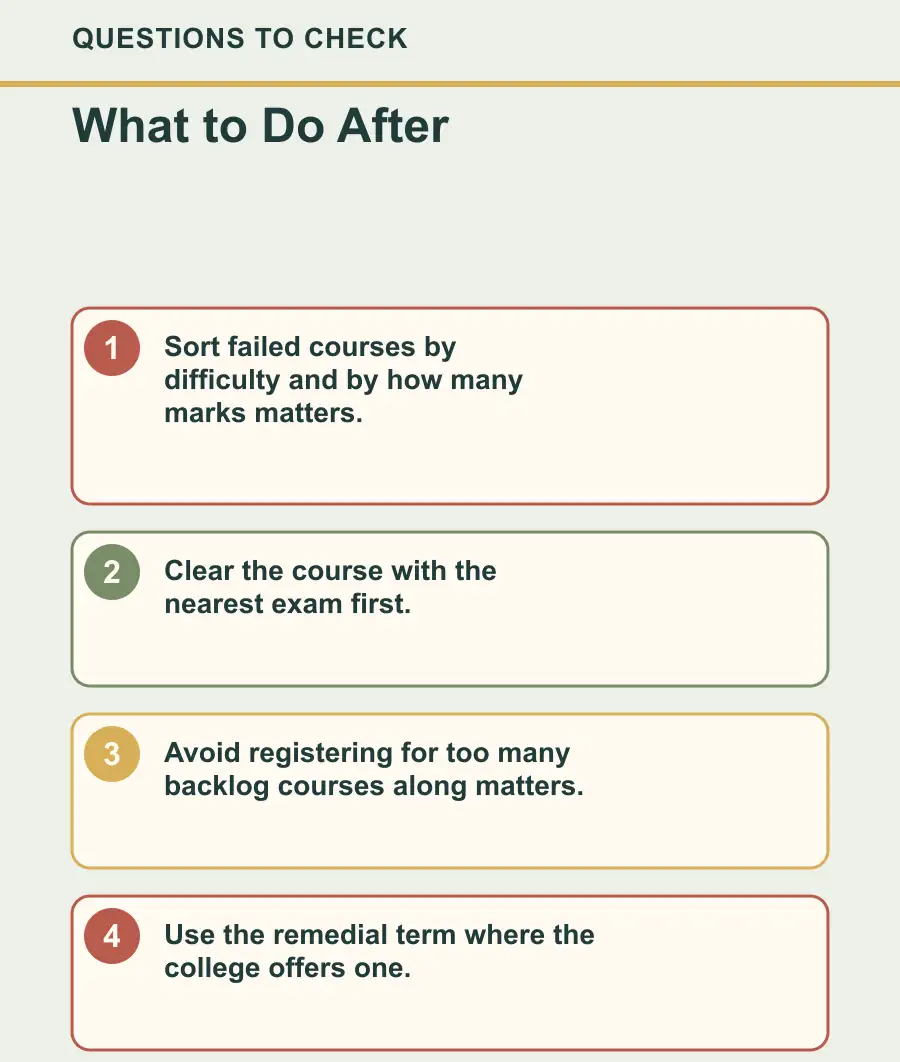 QUESTIONS TO CHECK
What to Do After
1
Sort failed courses by
difficulty and by how many
marks matters.
2
Clear the course with the
nearest exam first.
3
Avoid registering for too many
backlog courses along matters.
4
Use the remedial term where the
college offers one.